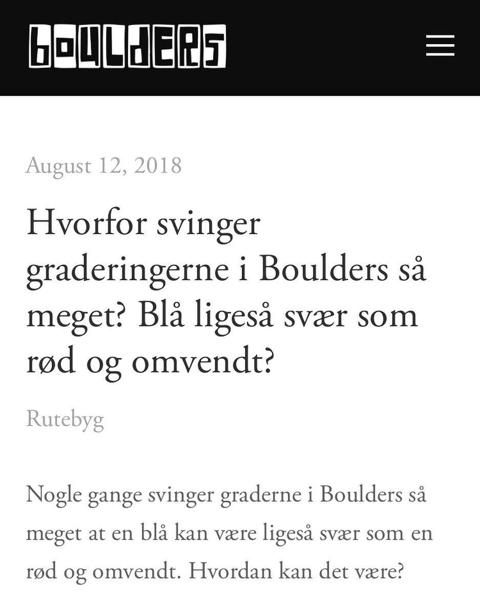 boulders
August 12, 2018
Hvorfor svinger
graderingerne i Boulders så
meget? Blå ligeså svær som
rød og omvendt?
Rutebyg
Nogle gange svinger graderne i Boulders så
meget at en blå kan være ligeså svær som en
rød og omvendt. Hvordan kan det være?